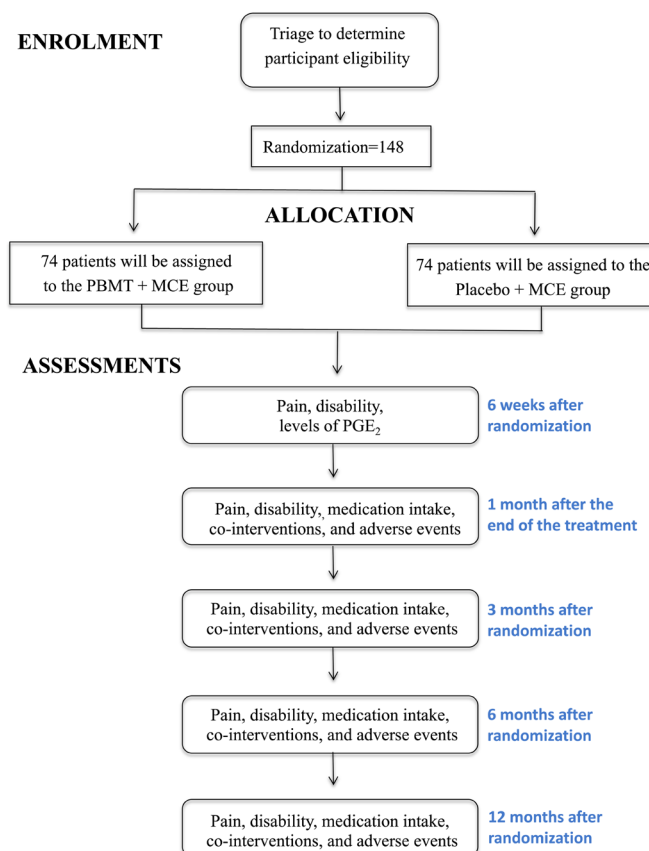 ENROLMENT
Triage to determine
participant eligibility
Randomization=148
ALLOCATION
74 patients will be assigned
to the PBMT + MCE group
74 patients will be assigned to the
Placebo + MCE group
ASSESSMENTS
Pain, disability,
levels of PGE₂
6 weeks after
randomization
Pain, disability, medication intake,
co-interventions, and adverse events
1 month after the
end of the treatment
Pain, disability, medication intake,
co-interventions, and adverse events
3 months after
randomization
Pain, disability, medication intake,
co-interventions, and adverse events
6 months after
randomization
Pain, disability, medication intake,
co-interventions, and adverse events
12 months after
randomization